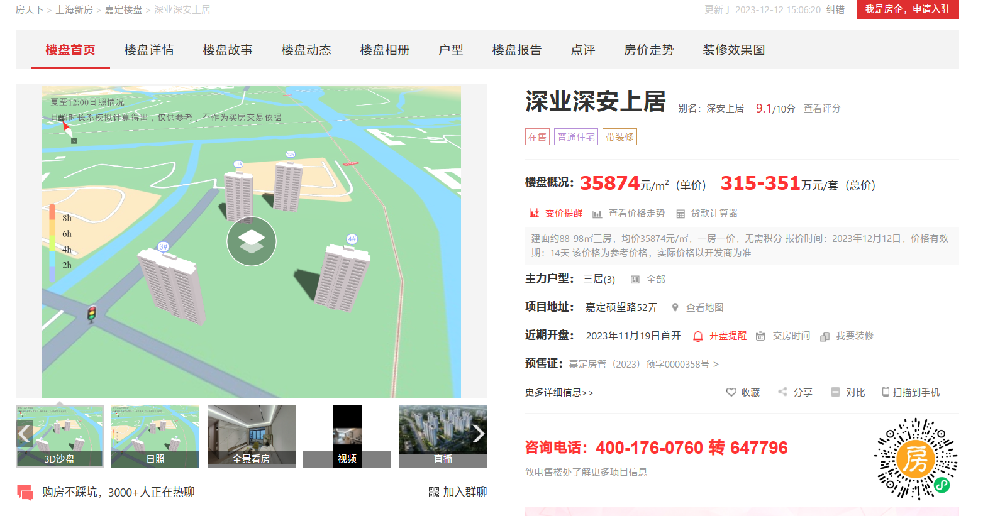 房天下 > 上海新房 > 嘉定楼盘 > 深业深安上居
更新于 2023-12-12 15:06:20 纠错
我是房企，申请入驻
楼盘首页 楼盘详情 楼盘故事 楼盘动态 楼盘相册 户型 楼盘报告 点评 房价走势 装修效果图
夏至12:00日照情况
日照时长系模拟计算得出，仅供参考，不作为买房交易依据
11#
12#
3#
4#
8h
6h
4h
2h
3D沙盘
日照
全景看房
视频
直播
购房不踩坑，3000+人正在热聊
加入群聊
深业深安上居 别名：深安上居 9.1/10分 查看评分
在售 普通住宅 带装修
楼盘概况：35874元/m²（单价） 315-351万元/套（总价）
变价提醒 查看价格走势 贷款计算器
建面约88-98㎡三房，均价35874元/㎡，一房一价，无需积分 报价时间：2023年12月12日，价格有效
期：14天 该价格为参考价格，实际价格以开发商为准
主力户型： 三居(3) 全部
项目地址： 嘉定硕望路52弄 查看地图
近期开盘： 2023年11月19日首开 开盘提醒 交房时间 我要装修
预售证： 嘉定房管（2023）预字0000358号 >
更多详细信息>>
收藏 分享 对比 扫描到手机
咨询电话：400-176-0760 转 647796
致电售楼处了解更多项目信息
房